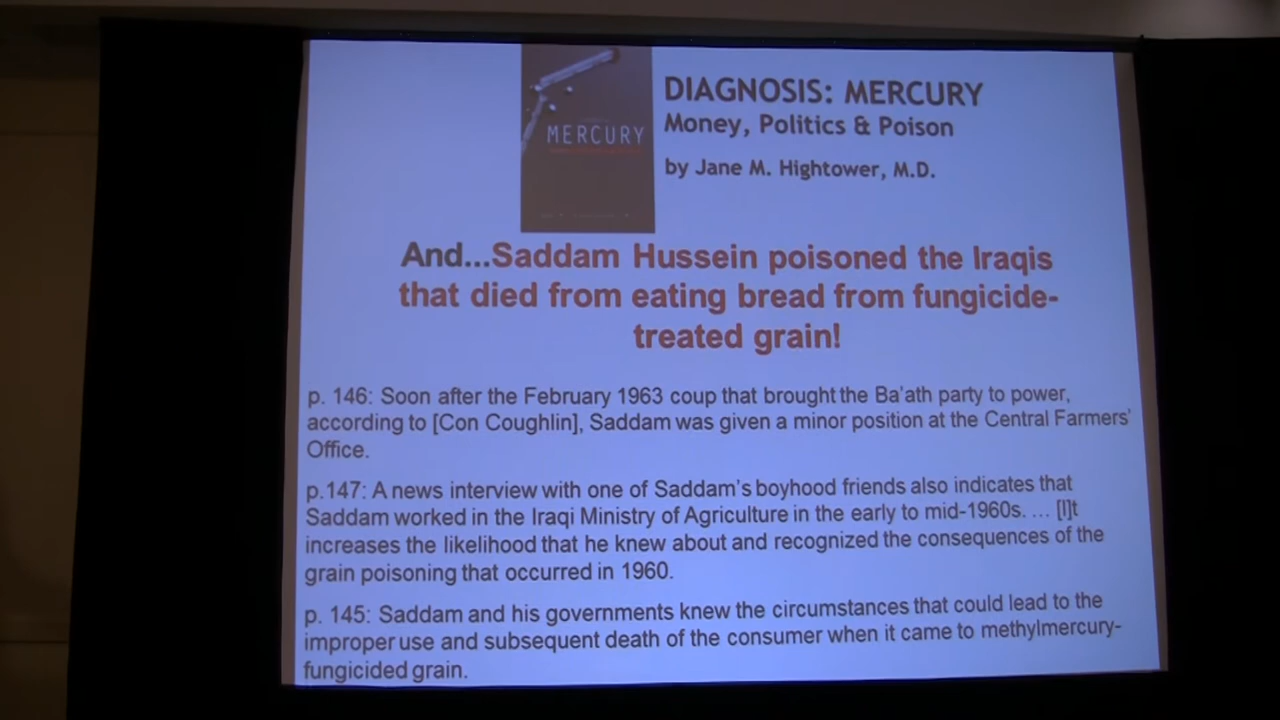 MERCURY
DIAGNOSIS: MERCURY
Money, Politics & Poison
by Jane M. Hightower, M.D.
And...Saddam Hussein poisoned the Iraqis
that died from eating bread from fungicide-
treated grain!
p. 146: Soon after the February 1963 coup that brought the Ba'ath party to power,
according to [Con Coughlin], Saddam was given a minor position at the Central Farmers'
Office.
p.147: A news interview with one of Saddam's boyhood friends also indicates that
Saddam worked in the Iraqi Ministry of Agriculture in the early to mid-1960s. ... [I]t
increases the likelihood that he knew about and recognized the consequences of the
grain poisoning that occurred in 1960.
p. 145: Saddam and his governments knew the circumstances that could lead to the
improper use and subsequent death of the consumer when it came to methylmercury-
fungicided grain.